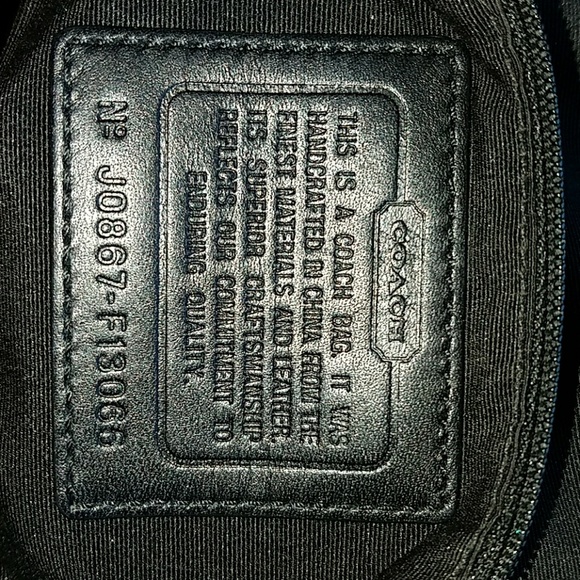 COACH
THIS IS A COACH BAG. IT WAS
HANDCRAFTED IN CHINA FROM THE
FINEST MATERIALS AND LEATHER.
ITS SUPERIOR CRAFTSMANSHIP
REFLECTS OUR COMMITMENT TO
ENDURING QUALITY.
Nº J0867-F13066